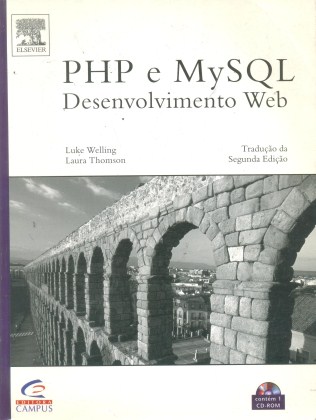 ELSEVIER
PHP e MySQL
Desenvolvimento Web
Luke Welling
Laura Thomson
Tradução da
Segunda Edição
EDITORA
CAMPUS
contém 1
CD-ROM